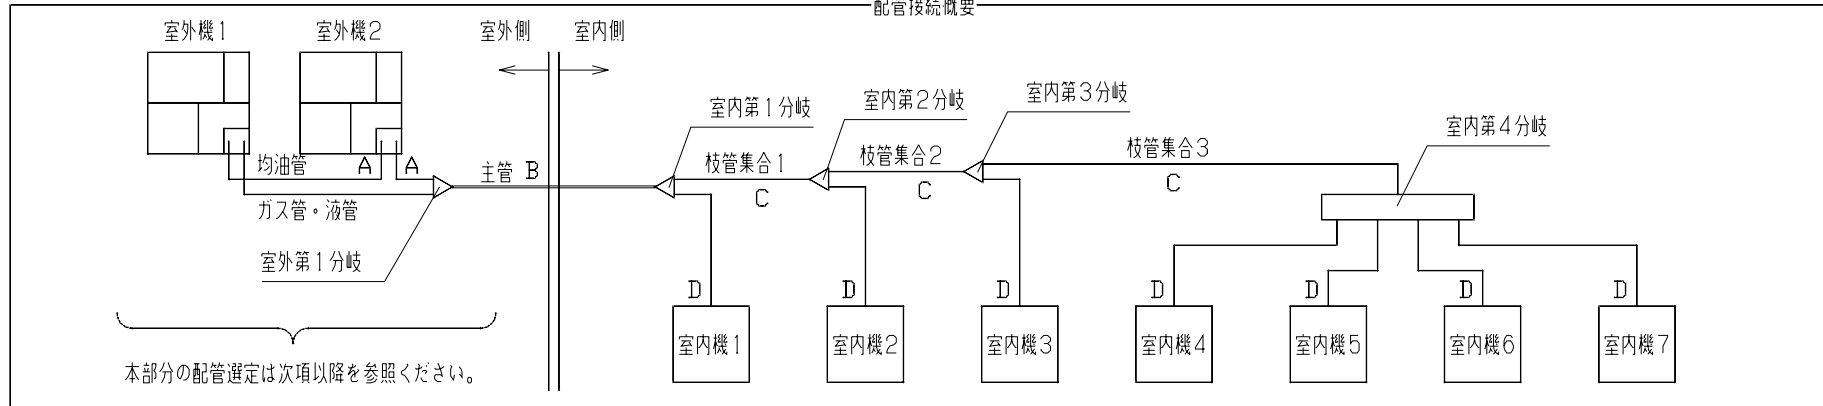 配管接続概要
室外機1
室外機2
室外側
室内側
室内第1分岐
室内第2分岐
室内第3分岐
室内第4分岐
均油管
A
A
主管 B
枝管集合1
C
枝管集合2
C
枝管集合3
C
ガス管・液管
室外第1分岐
D
D
D
D
D
D
D
室内機1
室内機2
室内機3
室内機4
室内機5
室内機6
室内機7
本部分の配管選定は次項以降を参照ください。